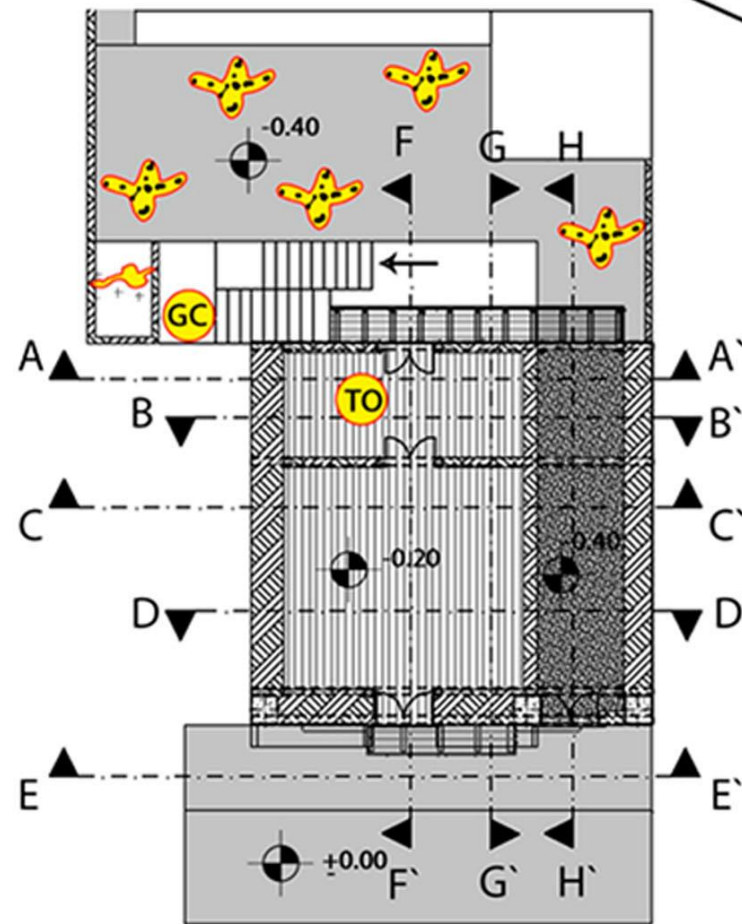 -0.40
F G H
GC
A A`
TO
B B`
C C`
-0.20 -0.40
D D
E E`
±0.00
F` G` H`